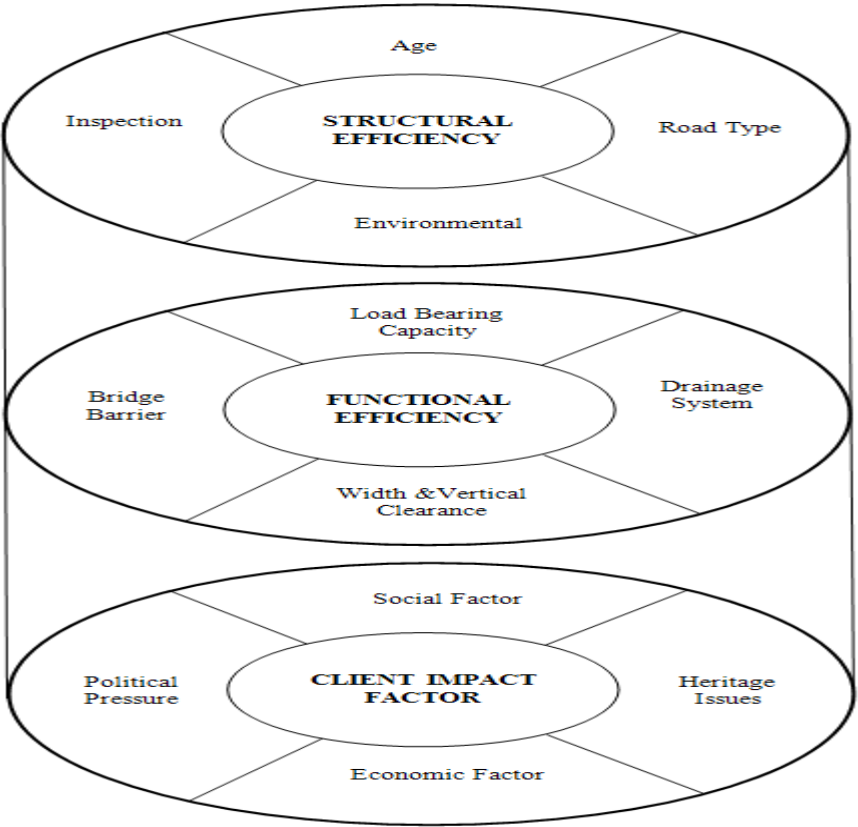 Age
Inspection
STRUCTURAL
EFFICIENCY
Road Type
Environmental
Load Bearing
Capacity
Bridge
Barrier
FUNCTIONAL
EFFICIENCY
Drainage
System
Width &Vertical
Clearance
Social Factor
Political
Pressure
CLIENT IMPACT
FACTOR
Heritage
Issues
Economic Factor